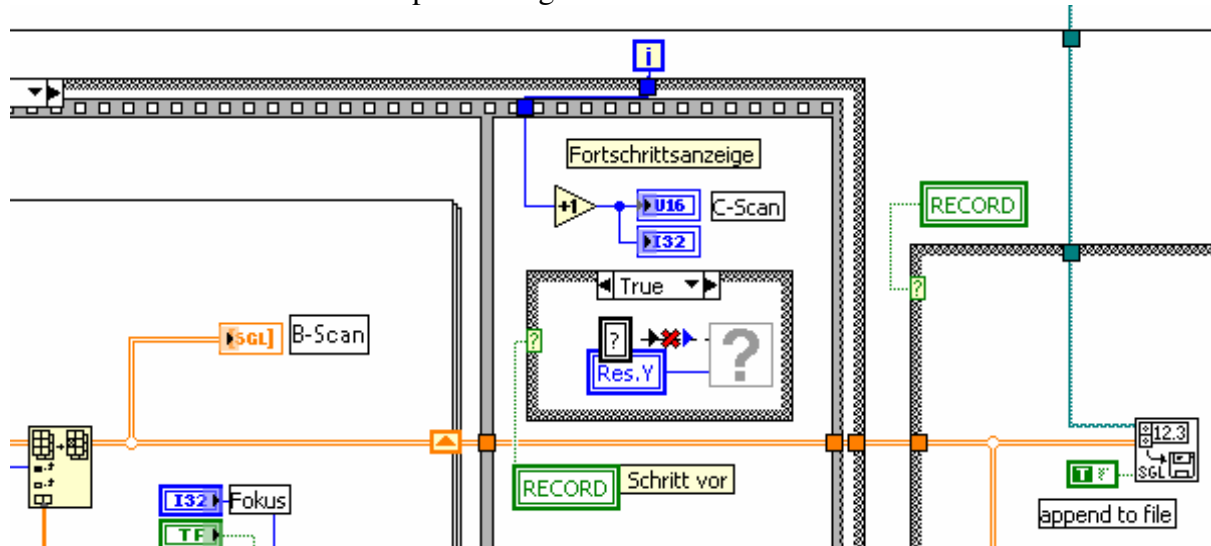 i
Fortschrittsanzeige
+1
U16
C-Scan
I32
RECORD
?
True
?
?
?
Res.Y
?
SGL]
B-Scan
12.3
SGL
T
RECORD
Schritt vor
I32
Fokus
append to file
TF